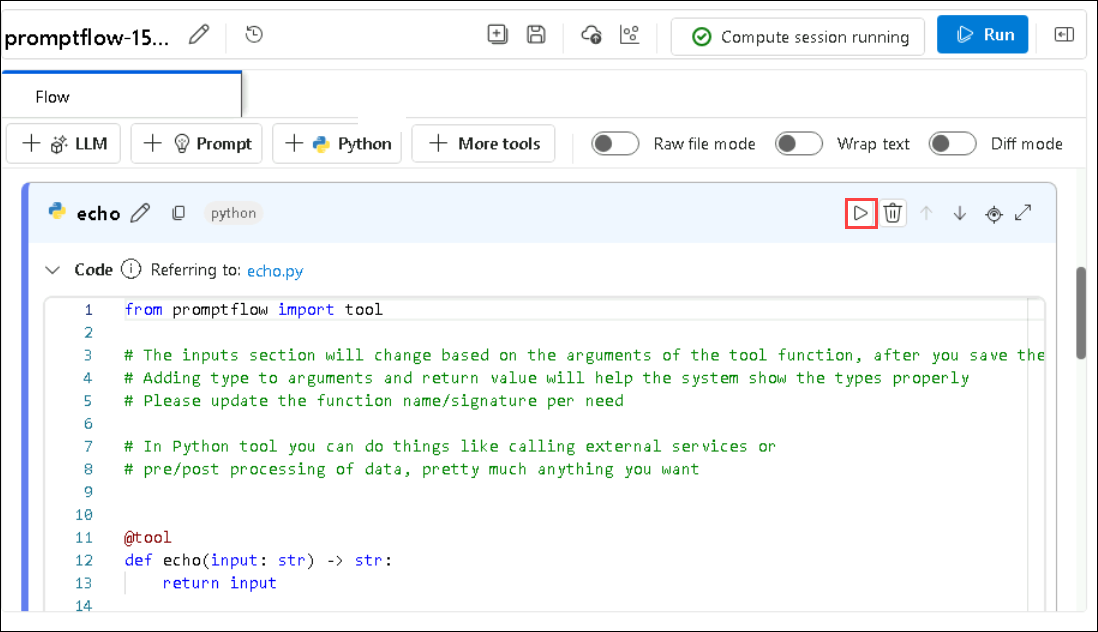 promptflow-15...
Compute session running
Run
Flow
+ LLM
+ Prompt
+ Python
+ More tools
Raw file mode
Wrap text
Diff mode
echo
python
Code
Referring to: echo.py
1 from promptflow import tool
2
3 # The inputs section will change based on the arguments of the tool function, after you save the
4 # Adding type to arguments and return value will help the system show the types properly
5 # Please update the function name/signature per need
6
7 # In Python tool you can do things like calling external services or
8 # pre/post processing of data, pretty much anything you want
9
10
11 @tool
12 def echo(input: str) -> str:
13     return input
14